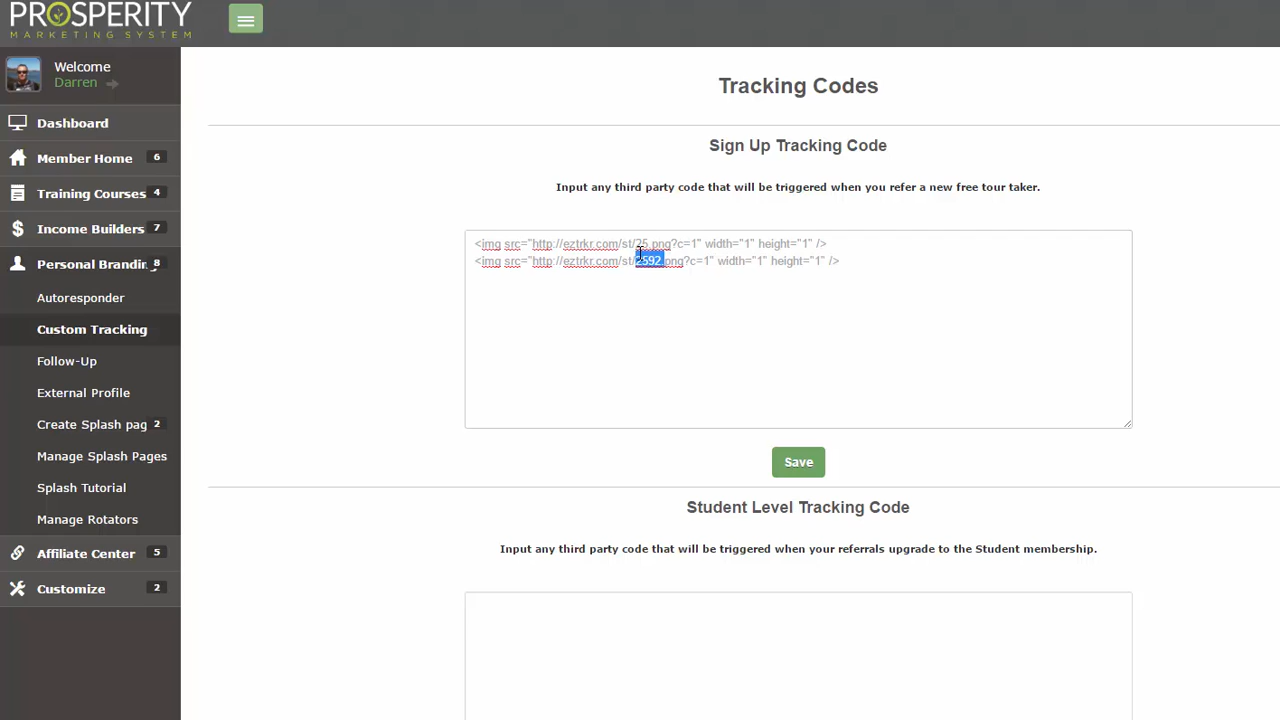 PROSPERITY
MARKETING SYSTEM
Welcome
Darren
Dashboard
Member Home 6
Training Courses 4
Income Builders 7
Personal Brandin 8
Autoresponder
Custom Tracking
Follow-Up
External Profile
Create Splash pag 2
Manage Splash Pages
Splash Tutorial
Manage Rotators
Affiliate Center 5
Customize 2
Tracking Codes
Sign Up Tracking Code
Input any third party code that will be triggered when you refer a new free tour taker.
<img src="http://eztrkr.com/st/25.png?c=1" width="1" height="1" />
<img src="http://eztrkr.com/st/2592.png?c=1" width="1" height="1" />
Save
Student Level Tracking Code
Input any third party code that will be triggered when your referrals upgrade to the Student membership.